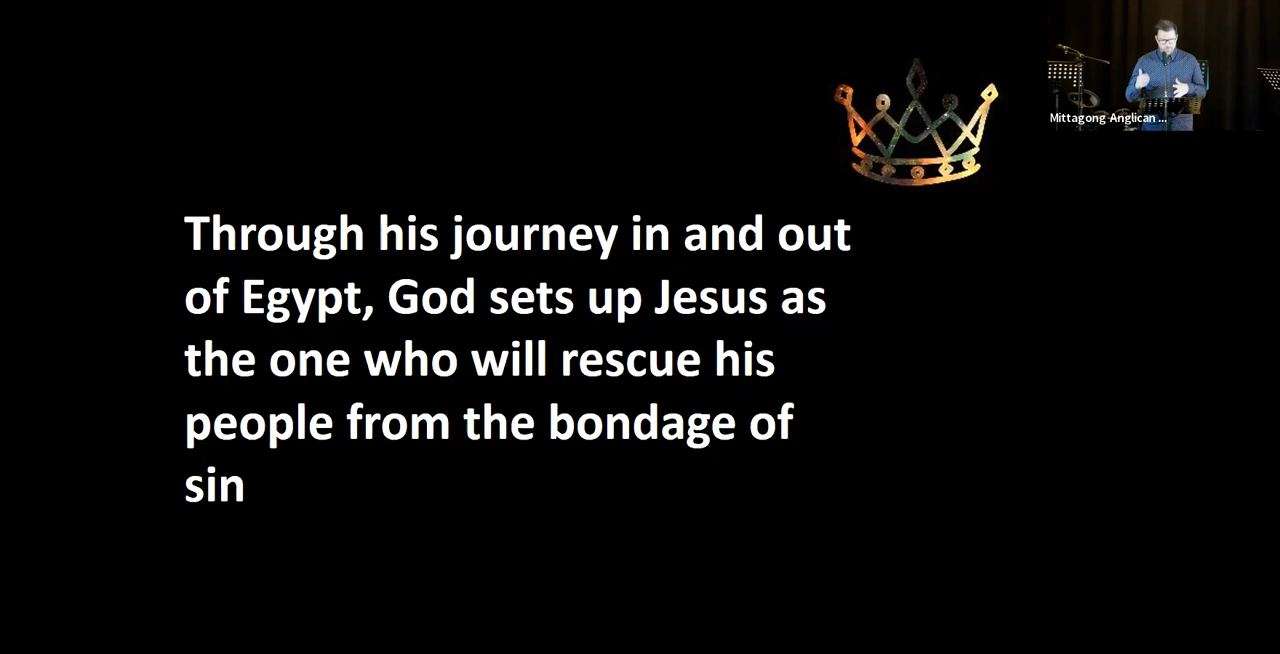 Mittagong Anglican ...
Through his journey in and out
of Egypt, God sets up Jesus as
the one who will rescue his
people from the bondage of
sin